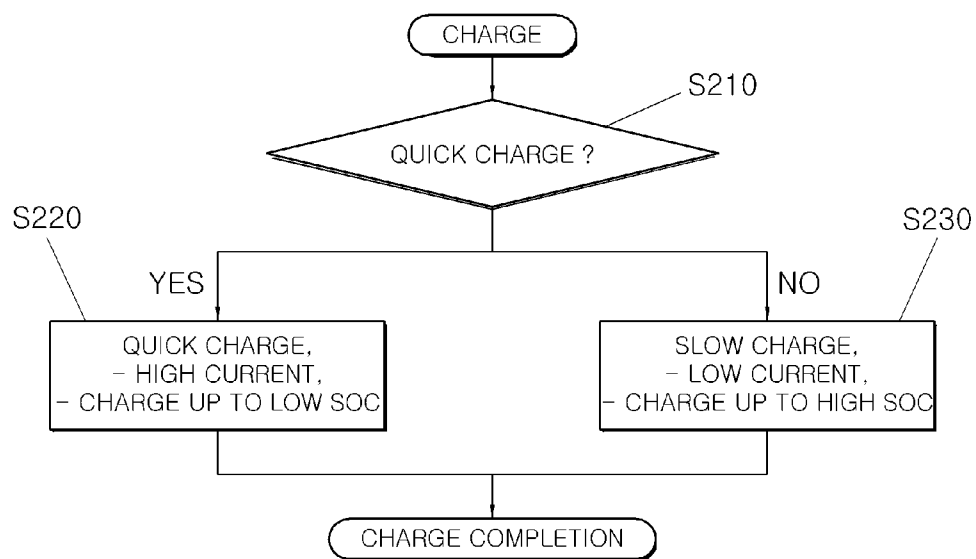 CHARGE
S210
QUICK CHARGE ?
S220
S230
YES
NO
QUICK CHARGE,
– HIGH CURRENT,
– CHARGE UP TO LOW SOC
SLOW CHARGE,
– LOW CURRENT,
– CHARGE UP TO HIGH SOC
CHARGE COMPLETION